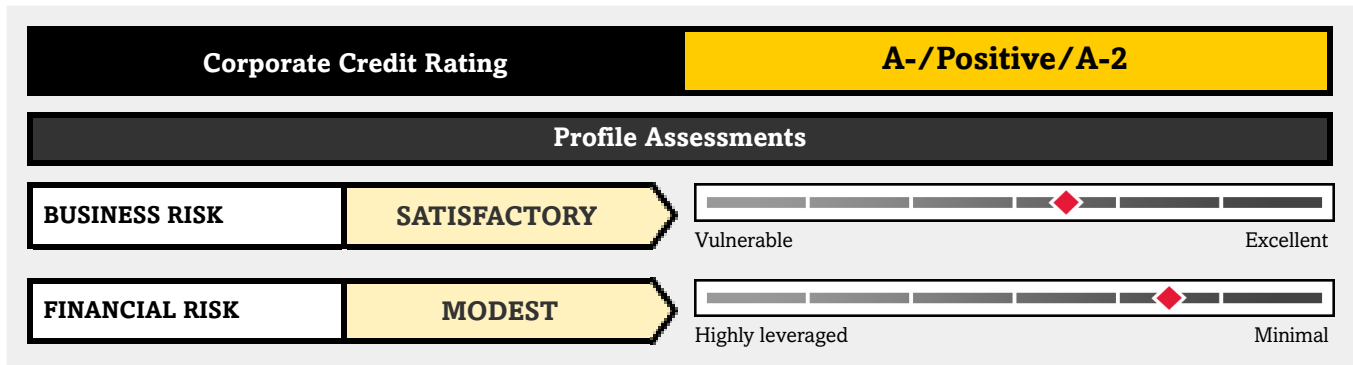 Corporate Credit Rating
A-/Positive/A-2
Profile Assessments
BUSINESS RISK
SATISFACTORY
Vulnerable
Excellent
FINANCIAL RISK
MODEST
Highly leveraged
Minimal